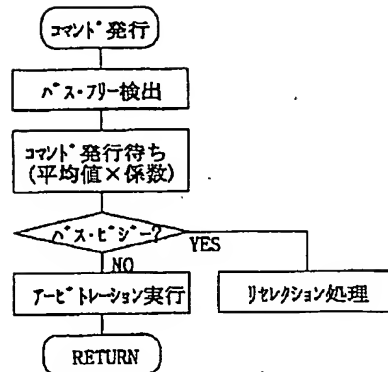 コマンド発行
バス・フリー検出
コマンド発行待ち
(平均値×係数)
バス・ビジー?
YES
NO
アービトレーション実行
リセレクション処理
RETURN